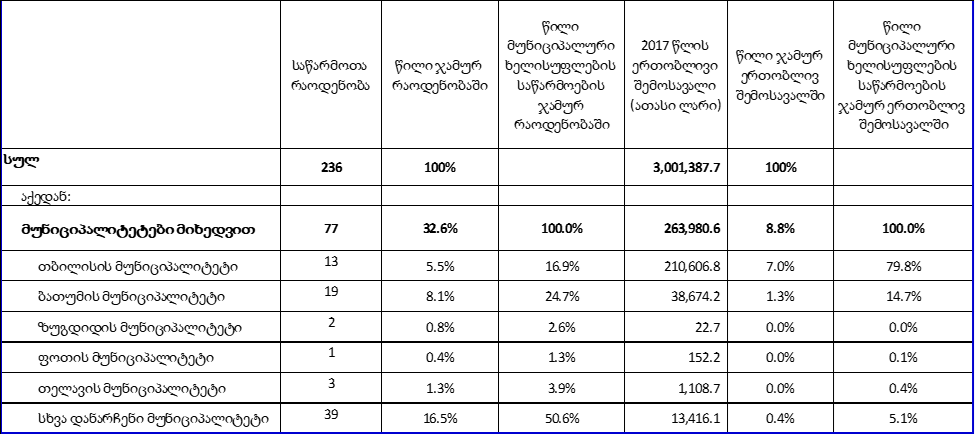 საწარმოთა რაოდენობა
წილი ჯამურ რაოდენობაში
წილი მუნიციპალური ხელისუფლების საწარმოების ჯამურ რაოდენობაში
2017 წლის ერთობლივი შემოსავალი (ათასი ლარი)
წილი ჯამურ ერთობლივ შემოსავალში
წილი მუნიციპალური ხელისუფლების საწარმოების ჯამურ ერთობლივ შემოსავალში
სულ 236 100% 3,001,387.7 100%
აქედან:
მუნიციპალიტეტები მიხედვით 77 32.6% 100.0% 263,980.6 8.8% 100.0%
თბილისის მუნიციპალიტეტი 13 5.5% 16.9% 210,606.8 7.0% 79.8%
ბათუმის მუნიციპალიტეტი 19 8.1% 24.7% 38,674.2 1.3% 14.7%
ზუგდიდის მუნიციპალიტეტი 2 0.8% 2.6% 22.7 0.0% 0.0%
ფოთის მუნიციპალიტეტი 1 0.4% 1.3% 152.2 0.0% 0.1%
თელავის მუნიციპალიტეტი 3 1.3% 3.9% 1,108.7 0.0% 0.4%
სხვა დანარჩენი მუნიციპალიტეტი 39 16.5% 50.6% 13,416.1 0.4% 5.1%